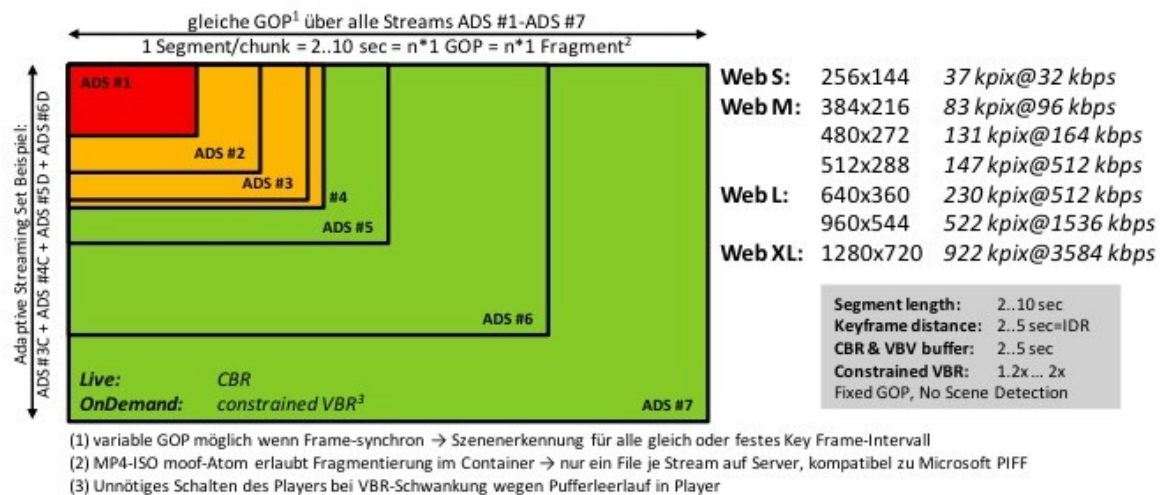 gleiche GOP¹ über alle Streams ADS #1-ADS #7
1 Segment/chunk = 2..10 sec = n*1 GOP = n*1 Fragment²
Adaptive Streaming Set Beispiel:
ADS #3C + ADS #4C + ADS #5D + ADS #6D
ADS #1
ADS #2
ADS #3
#4
ADS #5
ADS #6
ADS #7
Live: CBR
OnDemand: constrained VBR³
Web S: 256x144 37 kpix@32 kbps
Web M: 384x216 83 kpix@96 kbps
480x272 131 kpix@164 kbps
512x288 147 kpix@512 kbps
Web L: 640x360 230 kpix@512 kbps
960x544 522 kpix@1536 kbps
Web XL: 1280x720 922 kpix@3584 kbps
Segment length: 2..10 sec
Keyframe distance: 2..5 sec=IDR
CBR & VBV buffer: 2..5 sec
Constrained VBR: 1.2x... 2x
Fixed GOP, No Scene Detection
(1) variable GOP möglich wenn Frame-synchron → Szenenerkennung für alle gleich oder festes Key Frame-Intervall
(2) MP4-ISO moof-Atom erlaubt Fragmentierung im Container → nur ein File je Stream auf Server, kompatibel zu Microsoft PIFF
(3) Unnötiges Schalten des Players bei VBR-Schwankung wegen Pufferleerlauf in Player